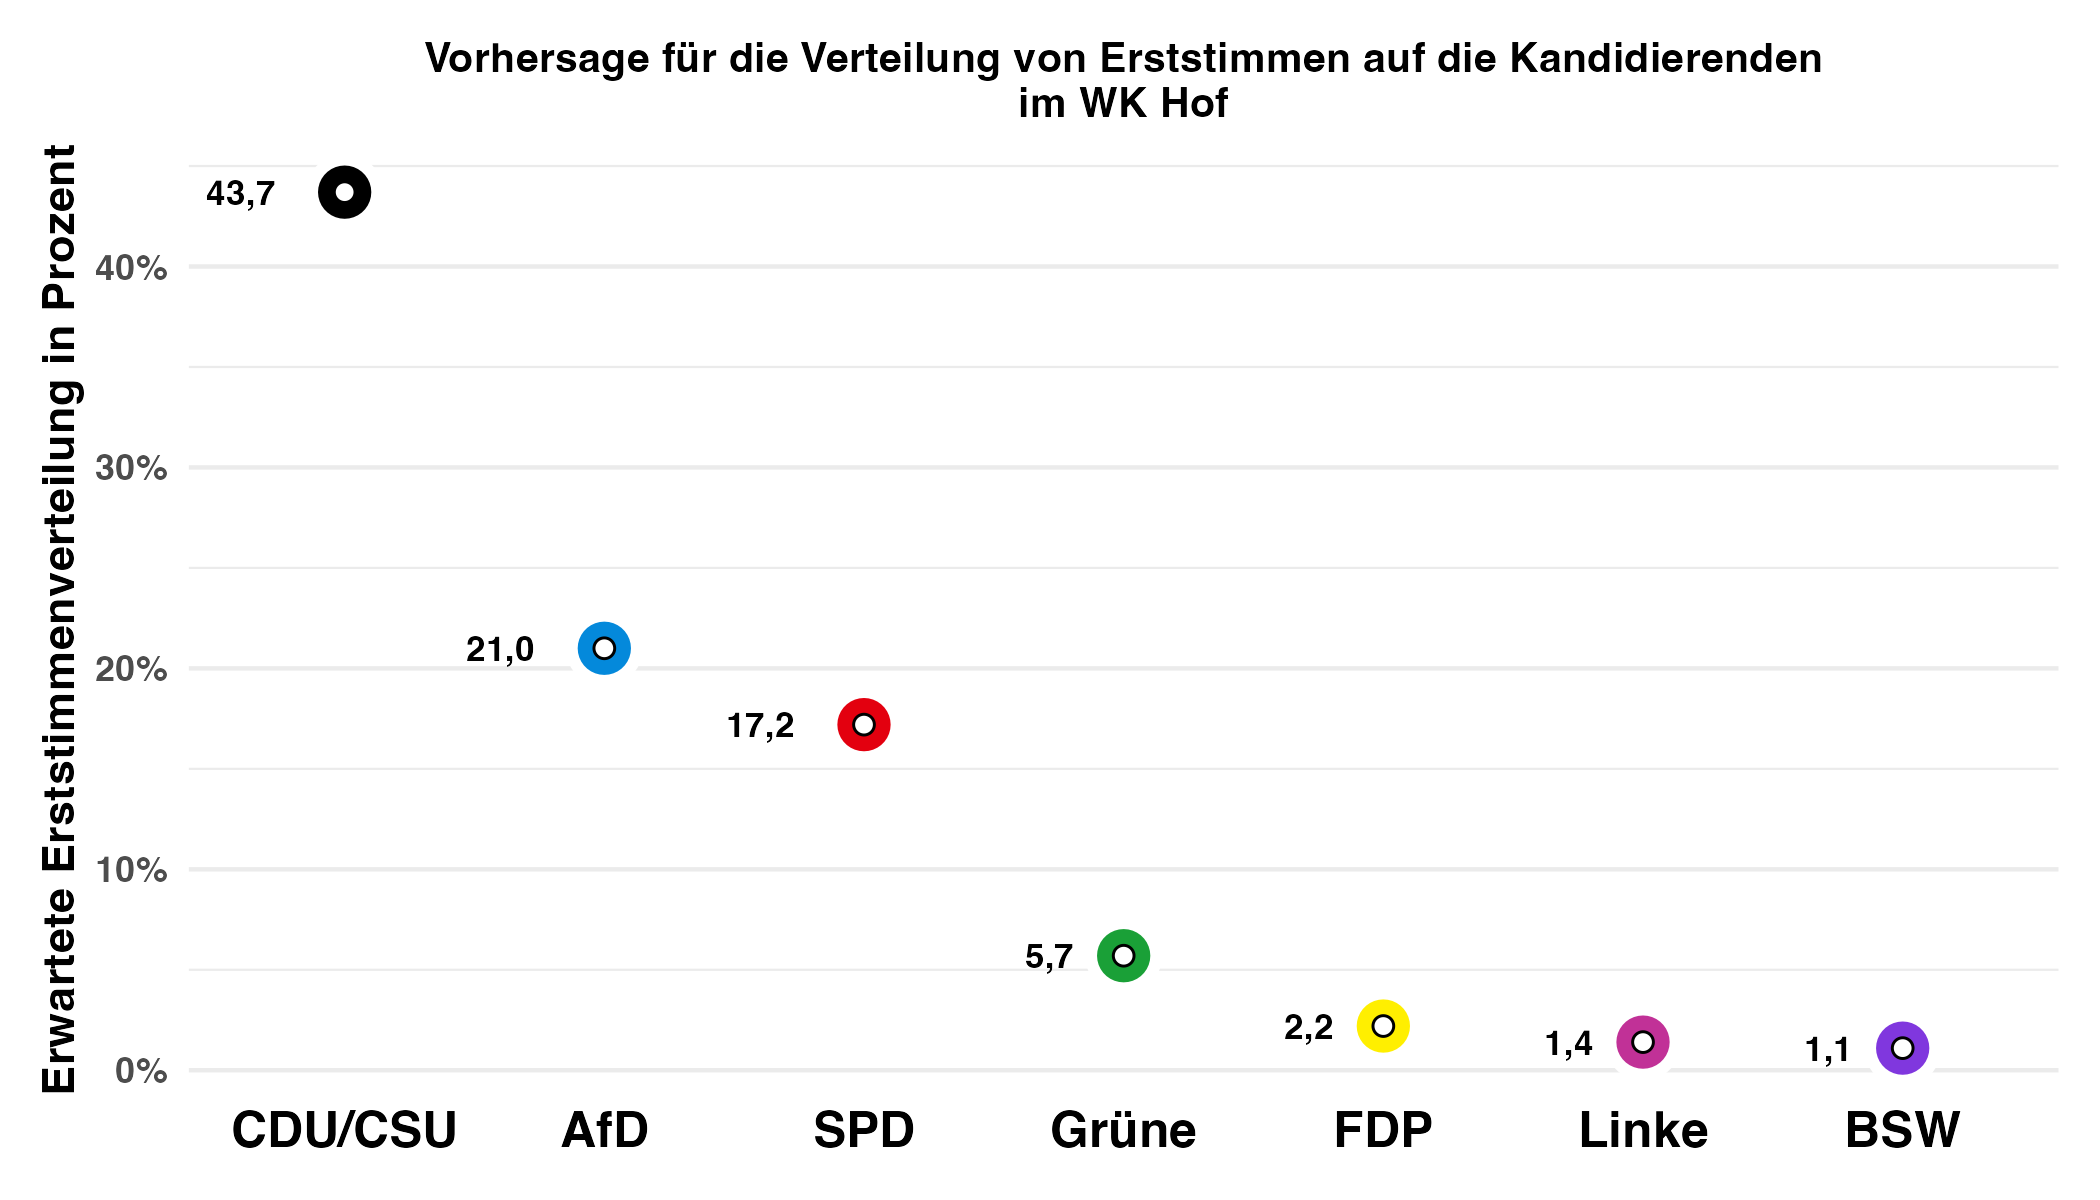 Vorhersage für die Verteilung von Erststimmen auf die Kandidierenden
im WK Hof
Erwartete Erststimmenverteilung in Prozent
43,7
40%
30%
21,0
20%
17,2
10%
5,7
2,2
1,4
1,1
0%
CDU/CSU
AfD
SPD
Grüne
FDP
Linke
BSW